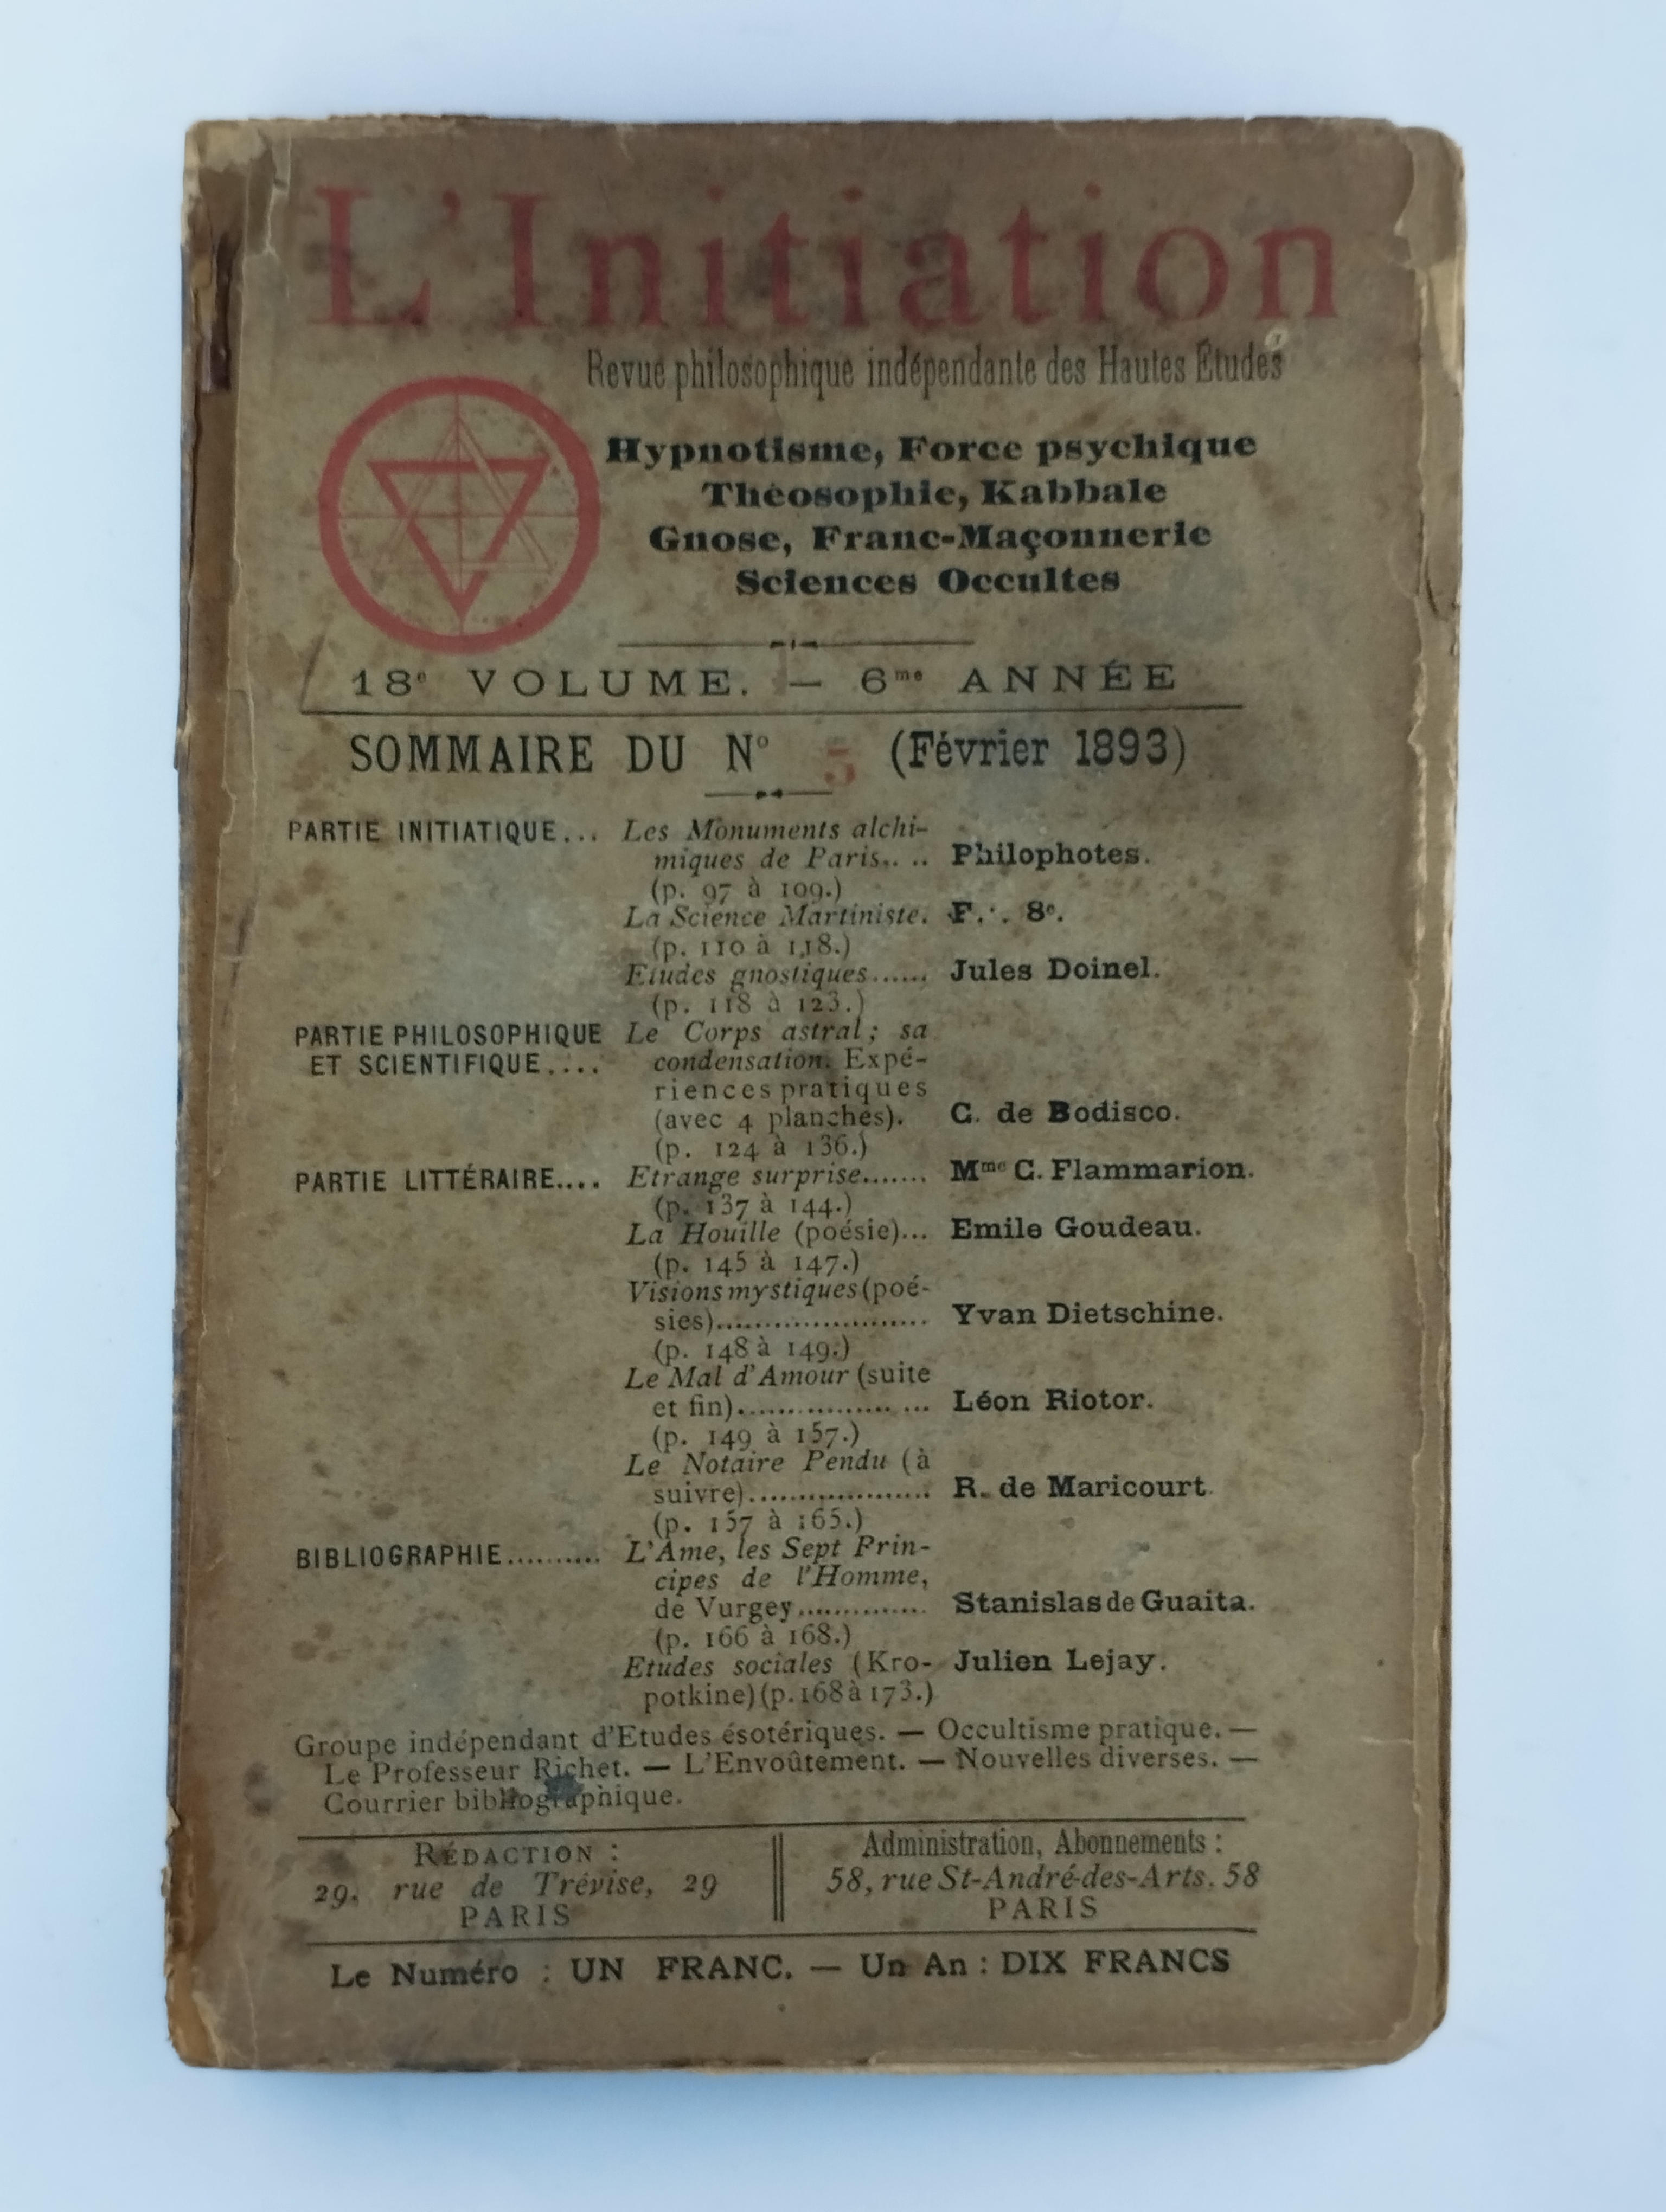 L'Initiation
Revue philosophique indépendante des Hautes Études
Hypnotisme, Force psychique
Théosophie, Kabbale
Gnose, Franc-Maçonnerie
Sciences Occultes
18e VOLUME. — 6me ANNÉE
SOMMAIRE DU No 5 (Février 1893)
PARTIE INITIATIQUE... Les Monuments alchi-
miques de Paris.. .. Philophotes.
(p. 97 à 109.)
La Science Martiniste. F∴ 8e.
(p. 110 à 118.)
Etudes gnostiques...... Jules Doinel.
(p. 118 à 123.)
PARTIE PHILOSOPHIQUE Le Corps astral; sa
ET SCIENTIFIQUE.... condensation. Expé-
riences pratiques
(avec 4 planches). C. de Bodisco.
(p. 124 à 136.)
PARTIE LITTÉRAIRE.... Etrange surprise....... Mme C. Flammarion.
(p. 137 à 144.)
La Houille (poésie)... Emile Goudeau.
(p. 145 à 147.)
Visions mystiques (poé-
sies)...................... Yvan Dietschine.
(p. 148 à 149.)
Le Mal d'Amour (suite
et fin)................ ... Léon Riotor.
(p. 149 à 157.)
Le Notaire Pendu (à
suivre)................... R. de Maricourt
(p. 157 à 165.)
BIBLIOGRAPHIE.......... L'Ame, les Sept Prin-
cipes de l'Homme,
de Vurgey.............. Stanislas de Guaita.
(p. 166 à 168.)
Etudes sociales (Kro- Julien Lejay.
potkine) (p. 168 à 173.)
Groupe indépendant d'Etudes ésotériques. — Occultisme pratique. —
Le Professeur Richet. — L'Envoûtement. — Nouvelles diverses. —
Courrier bibliographique.
RÉDACTION :
29, rue de Trévise, 29
PARIS
Administration, Abonnements :
58, rue St-André-des-Arts. 58
PARIS
Le Numéro : UN FRANC. — Un An : DIX FRANCS